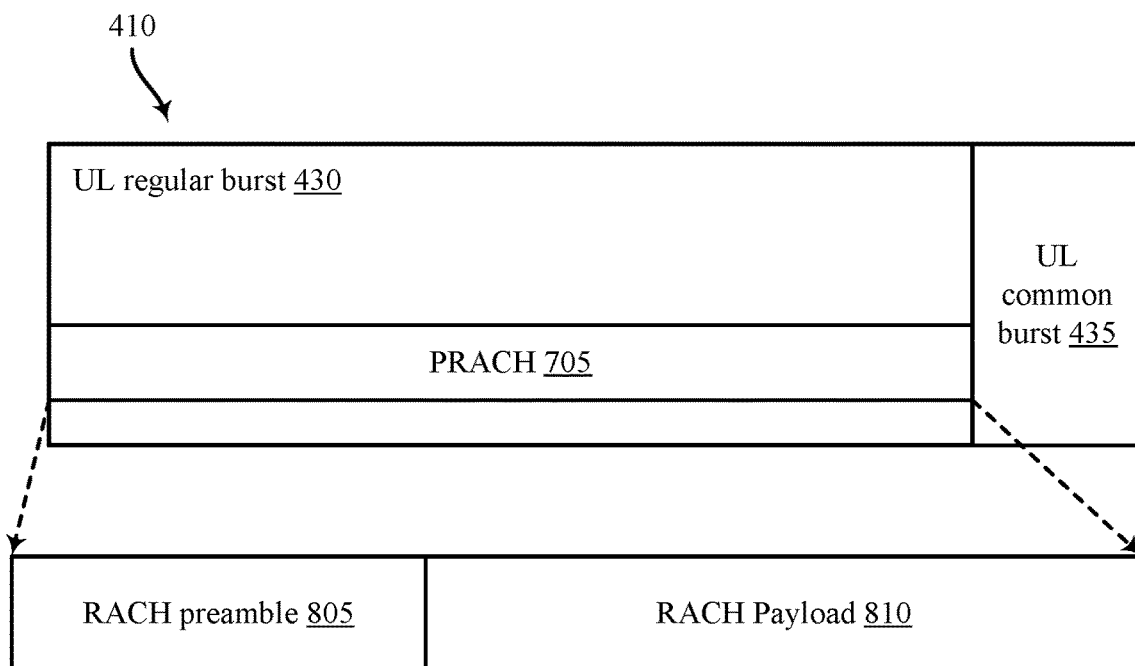 410
UL regular burst 430
UL
common
burst 435
PRACH 705
RACH preamble 805
RACH Payload 810